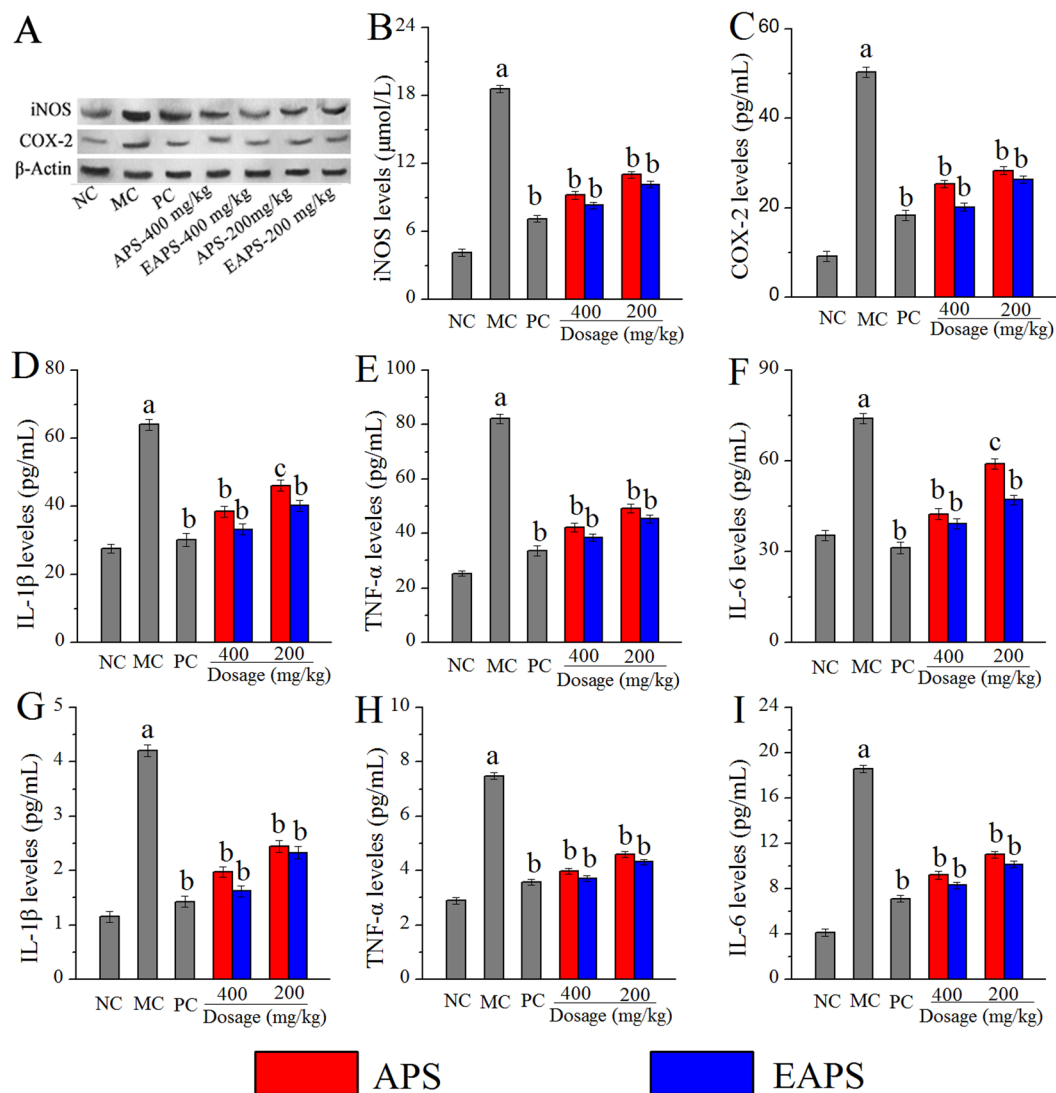 A
iNOS
COX-2
β-Actin
NC
MC
PC
APS-400 mg/kg
EAPS-400 mg/kg
APS-200mg/kg
EAPS-200 mg/kg
B
iNOS leveles (μmol/L)
24
18
12
6
0
a
b
b
b
b
b
NC MC PC 400 200
Dosage (mg/kg)
C
COX-2 leveles (pg/mL)
60
40
20
0
a
b
b
b
b
b
NC MC PC 400 200
Dosage (mg/kg)
D
IL-1β leveles (pg/mL)
80
60
40
20
0
a
b
b
b
c
b
NC MC PC 400 200
Dosage (mg/kg)
E
TNF-α leveles (pg/mL)
100
80
60
40
20
0
a
b
b
b
b
b
NC MC PC 400 200
Dosage (mg/kg)
F
IL-6 leveles (pg/mL)
90
60
30
0
a
b
b
b
c
b
NC MC PC 400 200
Dosage (mg/kg)
G
IL-1β leveles (pg/mL)
5
4
3
2
1
0
a
b
b
b
b
b
NC MC PC 400 200
Dosage (mg/kg)
H
TNF-α leveles (pg/mL)
10
8
6
4
2
0
a
b
b
b
b
b
NC MC PC 400 200
Dosage (mg/kg)
I
IL-6 leveles (pg/mL)
24
20
16
12
8
4
0
a
b
b
b
b
b
NC MC PC 400 200
Dosage (mg/kg)
APS
EAPS